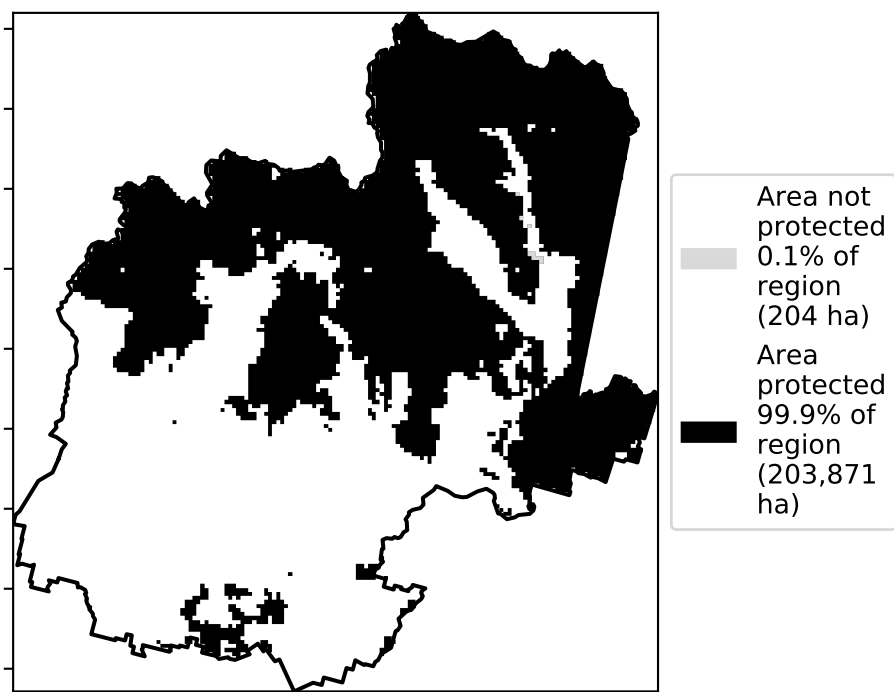 Area not
protected
0.1% of
region
(204 ha)
Area
protected
99.9% of
region
(203,871
ha)